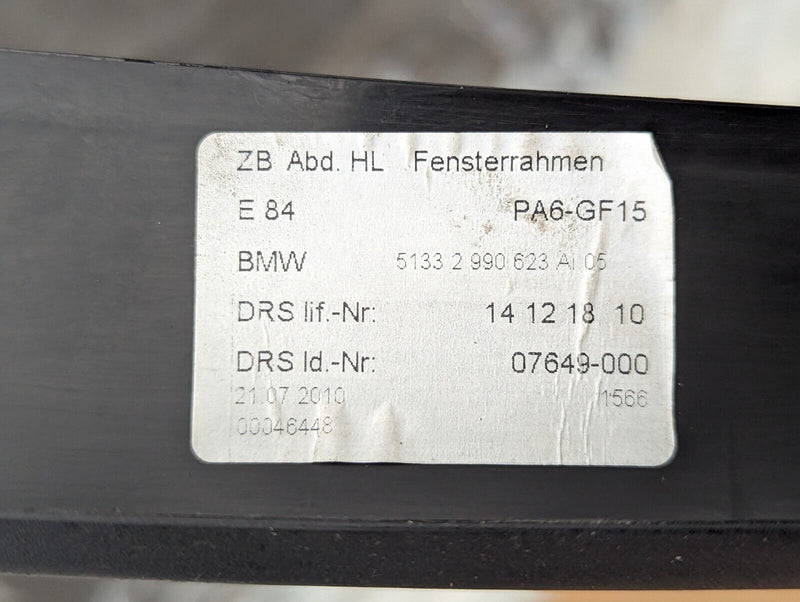 ZB Abd. HL Fensterrahmen
E 84 PA6-GF15
BMW 5133 2 990 623 AI 05
DRS lif.-Nr: 14 12 18 10
DRS ld.-Nr: 07649-000
21.07.2010 1566
00046448